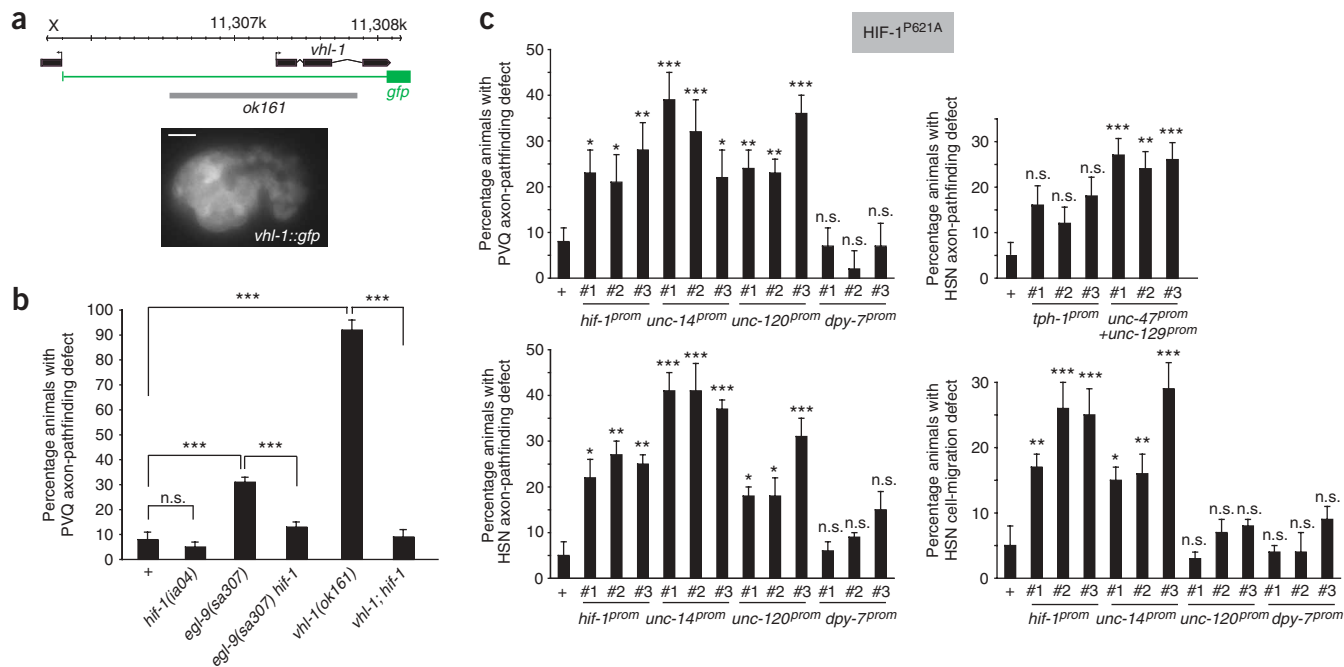 a
X
11,307k
11,308k
vhl-1
gfp
ok161
vhl-1::gfp
b
Percentage animals with
PVQ axon-pathfinding defect
100
90
80
70
60
50
40
30
20
10
0
***
***
***
***
n.s.
+
hif-1(ia04)
egl-9(sa307)
egl-9(sa307) hif-1
vhl-1(ok161)
vhl-1; hif-1
c
HIF-1P621A
Percentage animals with
PVQ axon-pathfinding defect
50
40
30
20
10
0
* * ** *** *** * ** ** *** n.s. n.s. n.s.
+ #1 #2 #3 #1 #2 #3 #1 #2 #3 #1 #2 #3
hif-1prom unc-14prom unc-120prom dpy-7prom
Percentage animals with
HSN axon-pathfinding defect
50
40
30
20
10
0
n.s. n.s. n.s. *** ** ***
+ #1 #2 #3 #1 #2 #3
tph-1prom unc-47prom
+unc-129prom
Percentage animals with
HSN axon-pathfinding defect
50
40
30
20
10
0
* ** ** *** *** *** * * *** n.s. n.s. n.s.
+ #1 #2 #3 #1 #2 #3 #1 #2 #3 #1 #2 #3
hif-1prom unc-14prom unc-120prom dpy-7prom
Percentage animals with
HSN cell-migration defect
30
20
10
0
** *** *** * ** *** n.s. n.s. n.s. n.s. n.s. n.s.
+ #1 #2 #3 #1 #2 #3 #1 #2 #3 #1 #2 #3
hif-1prom unc-14prom unc-120prom dpy-7prom